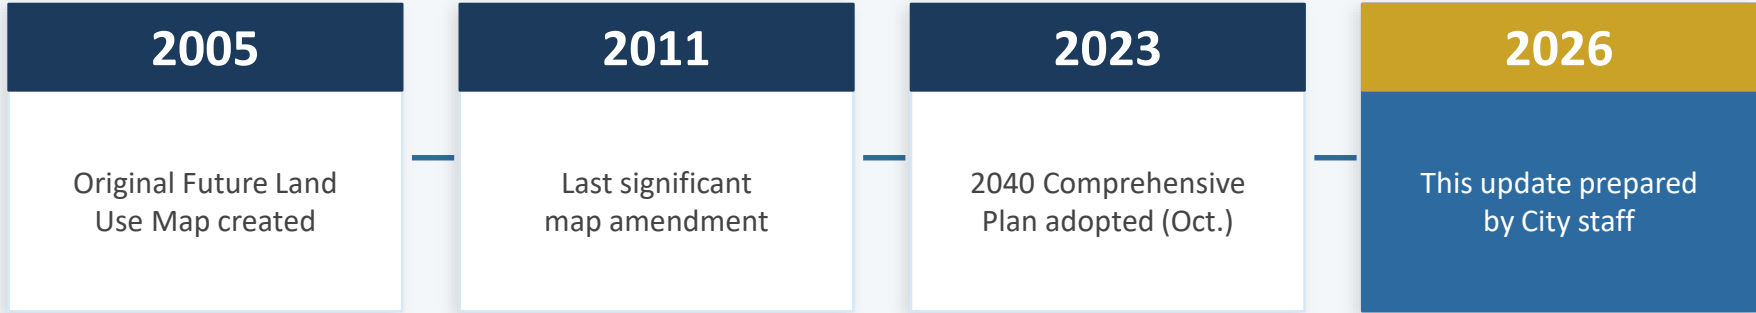 2005
Original Future Land
Use Map created
2011
Last significant
map amendment
2023
2040 Comprehensive
Plan adopted (Oct.)
2026
This update prepared
by City staff